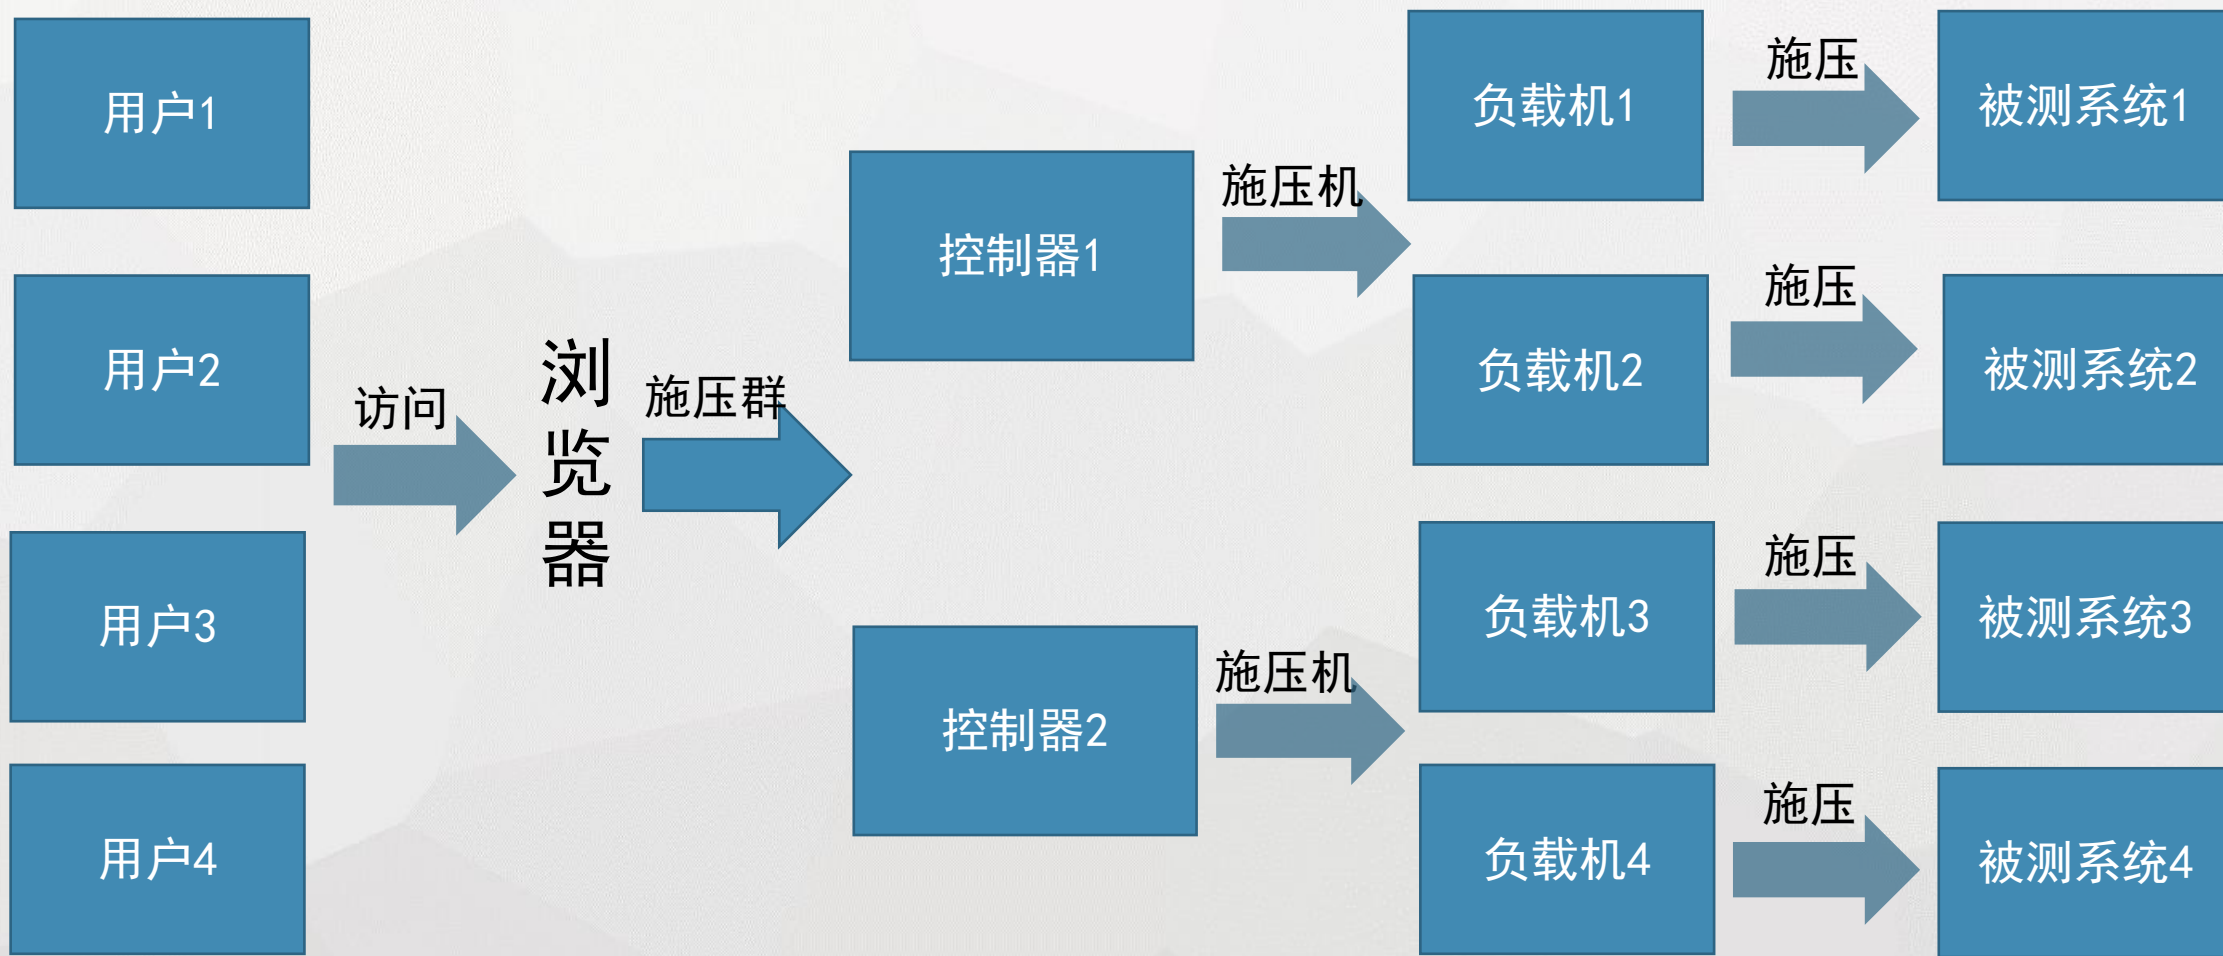 用户1
用户2
用户3
用户4
访问
浏
览
器
施压群
控制器1
控制器2
施压机
施压机
负载机1
负载机2
负载机3
负载机4
施压
施压
施压
施压
被测系统1
被测系统2
被测系统3
被测系统4